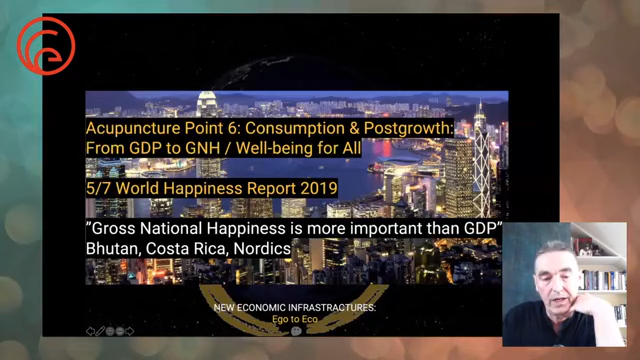 Acupuncture Point 6: Consumption & Postgrowth:
From GDP to GNH / Well-being for All
5/7 World Happiness Report 2019
"Gross National Happiness is more important than GDP"
Bhutan, Costa Rica, Nordics
NEW ECONOMIC INFRASTRACTURES:
Ego to Eco